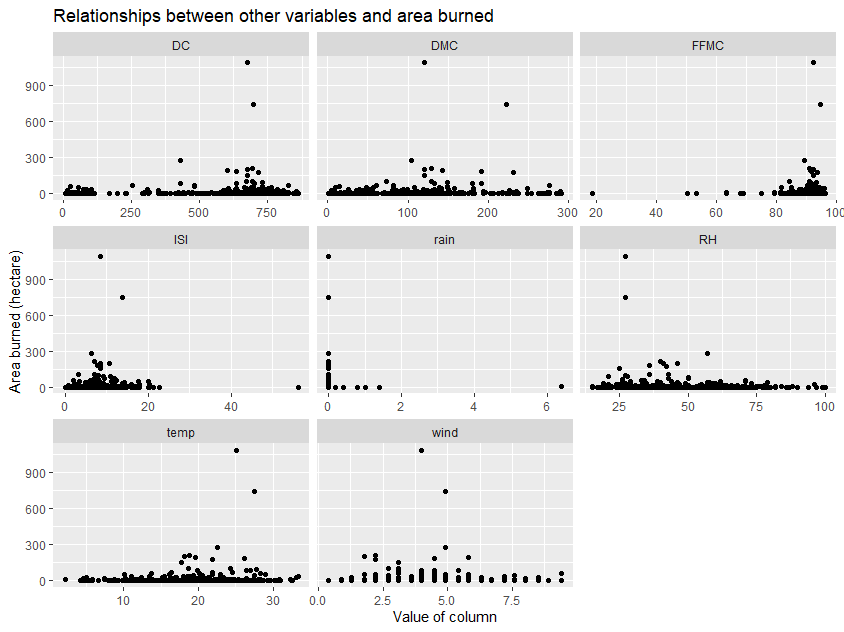 Relationships between other variables and area burned
DC DMC FFMC
900
600
300
0
0 250 500 750 0 100 200 300 20 40 60 80 100
ISI rain RH
900
600
300
0
0 20 40 0 2 4 6 25 50 75 100
temp wind
900
600
300
0
10 20 30 0.0 2.5 5.0 7.5
Area burned (hectare)
Value of column